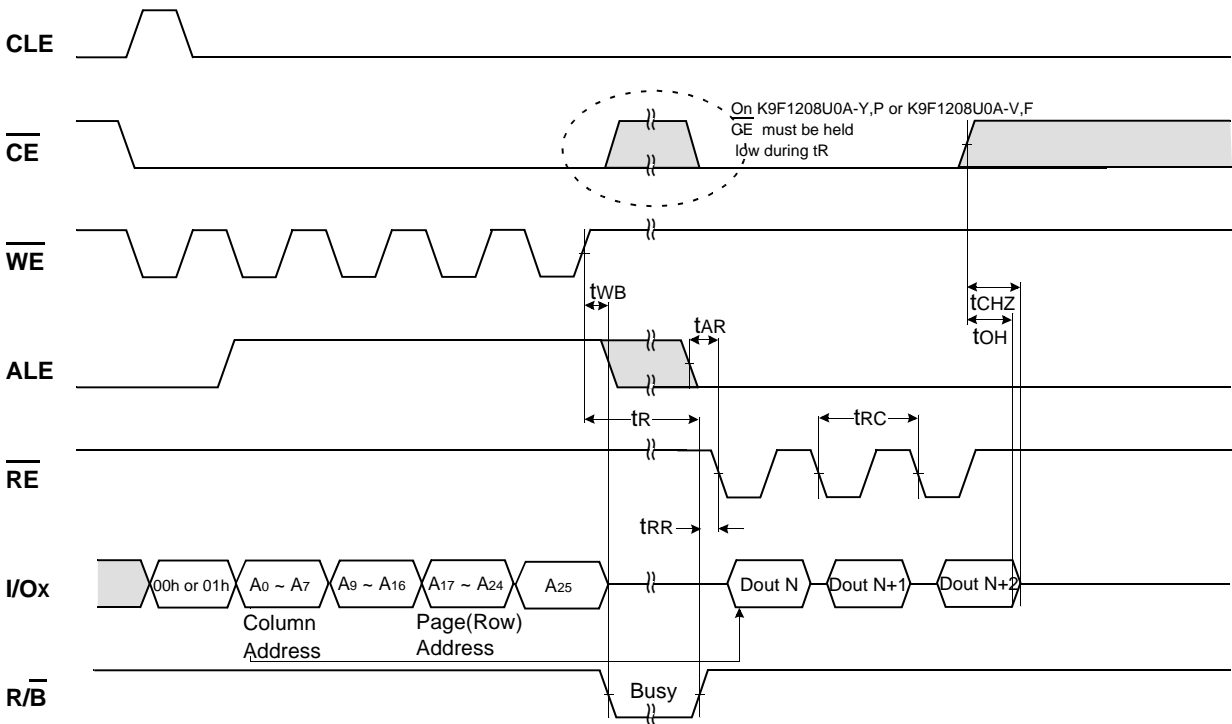 CLE
On K9F1208U0A-Y,P or K9F1208U0A-V,F
CE must be held
low during tR
CE
WE
tWB
tCHZ
tAR
tOH
ALE
tR
tRC
RE
tRR
I/Ox
00h or 01h
A0 ~ A7
A9 ~ A16
A17 ~ A24
A25
Dout N
Dout N+1
Dout N+2
Column
Address
Page(Row)
Address
R/B
Busy